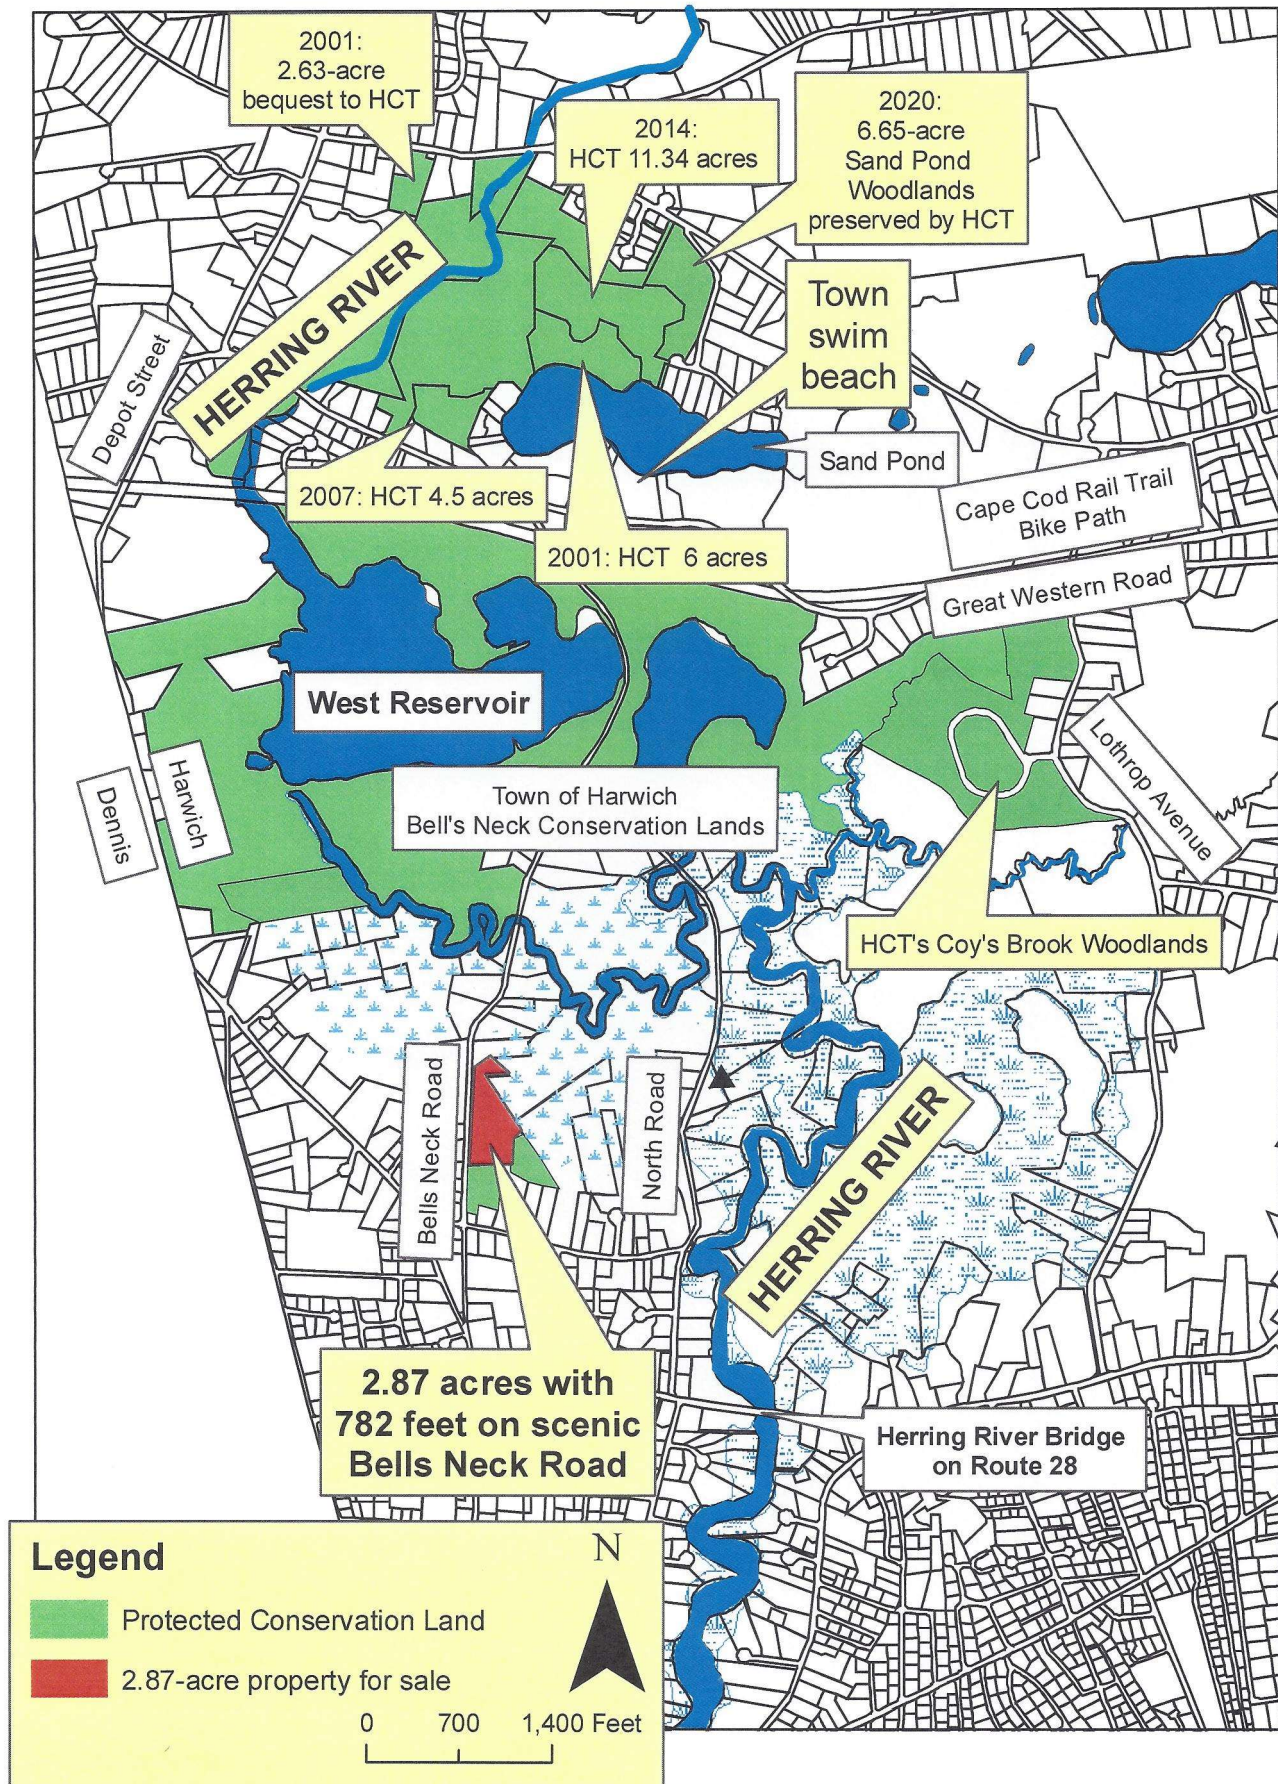 2001:
2.63-acre
bequest to HCT
2014:
HCT 11.34 acres
2020:
6.65-acre
Sand Pond
Woodlands
preserved by HCT
HERRING RIVER
Town
swim
beach
Depot Street
Sand Pond
2007: HCT 4.5 acres
Cape Cod Rail Trail
Bike Path
2001: HCT 6 acres
Great Western Road
West Reservoir
Lothrop Avenue
Harwich
Dennis
Town of Harwich
Bell's Neck Conservation Lands
HCT's Coy's Brook Woodlands
Bells Neck Road
North Road
HERRING RIVER
2.87 acres with
782 feet on scenic
Bells Neck Road
Herring River Bridge
on Route 28
Legend
N
Protected Conservation Land
2.87-acre property for sale
0 700 1,400 Feet